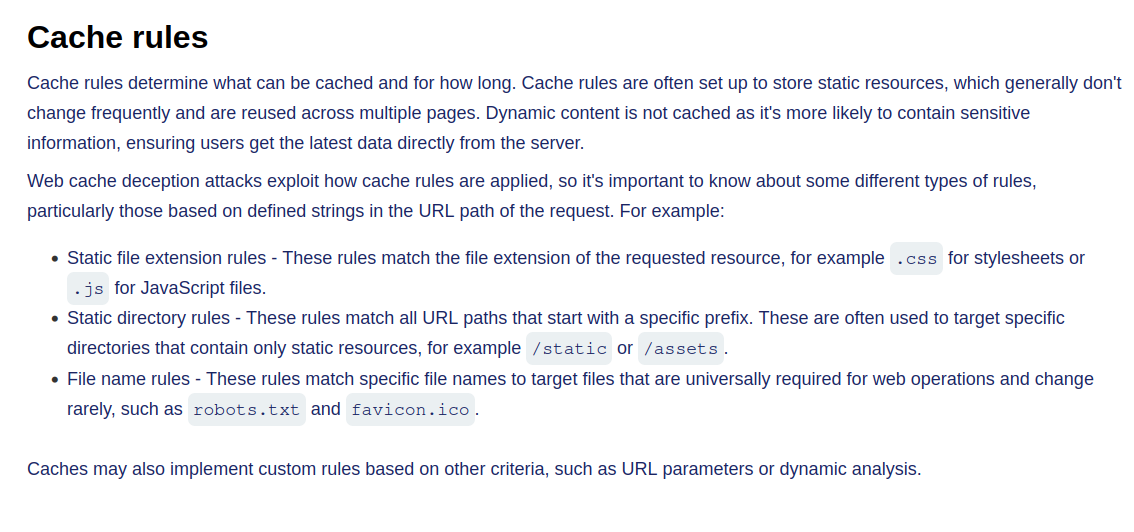 Cache rules
Cache rules determine what can be cached and for how long. Cache rules are often set up to store static resources, which generally don't
change frequently and are reused across multiple pages. Dynamic content is not cached as it's more likely to contain sensitive
information, ensuring users get the latest data directly from the server.
Web cache deception attacks exploit how cache rules are applied, so it's important to know about some different types of rules,
particularly those based on defined strings in the URL path of the request. For example:
• Static file extension rules - These rules match the file extension of the requested resource, for example .css for stylesheets or
.js for JavaScript files.
• Static directory rules - These rules match all URL paths that start with a specific prefix. These are often used to target specific
directories that contain only static resources, for example /static or /assets.
• File name rules - These rules match specific file names to target files that are universally required for web operations and change
rarely, such as robots.txt and favicon.ico.
Caches may also implement custom rules based on other criteria, such as URL parameters or dynamic analysis.